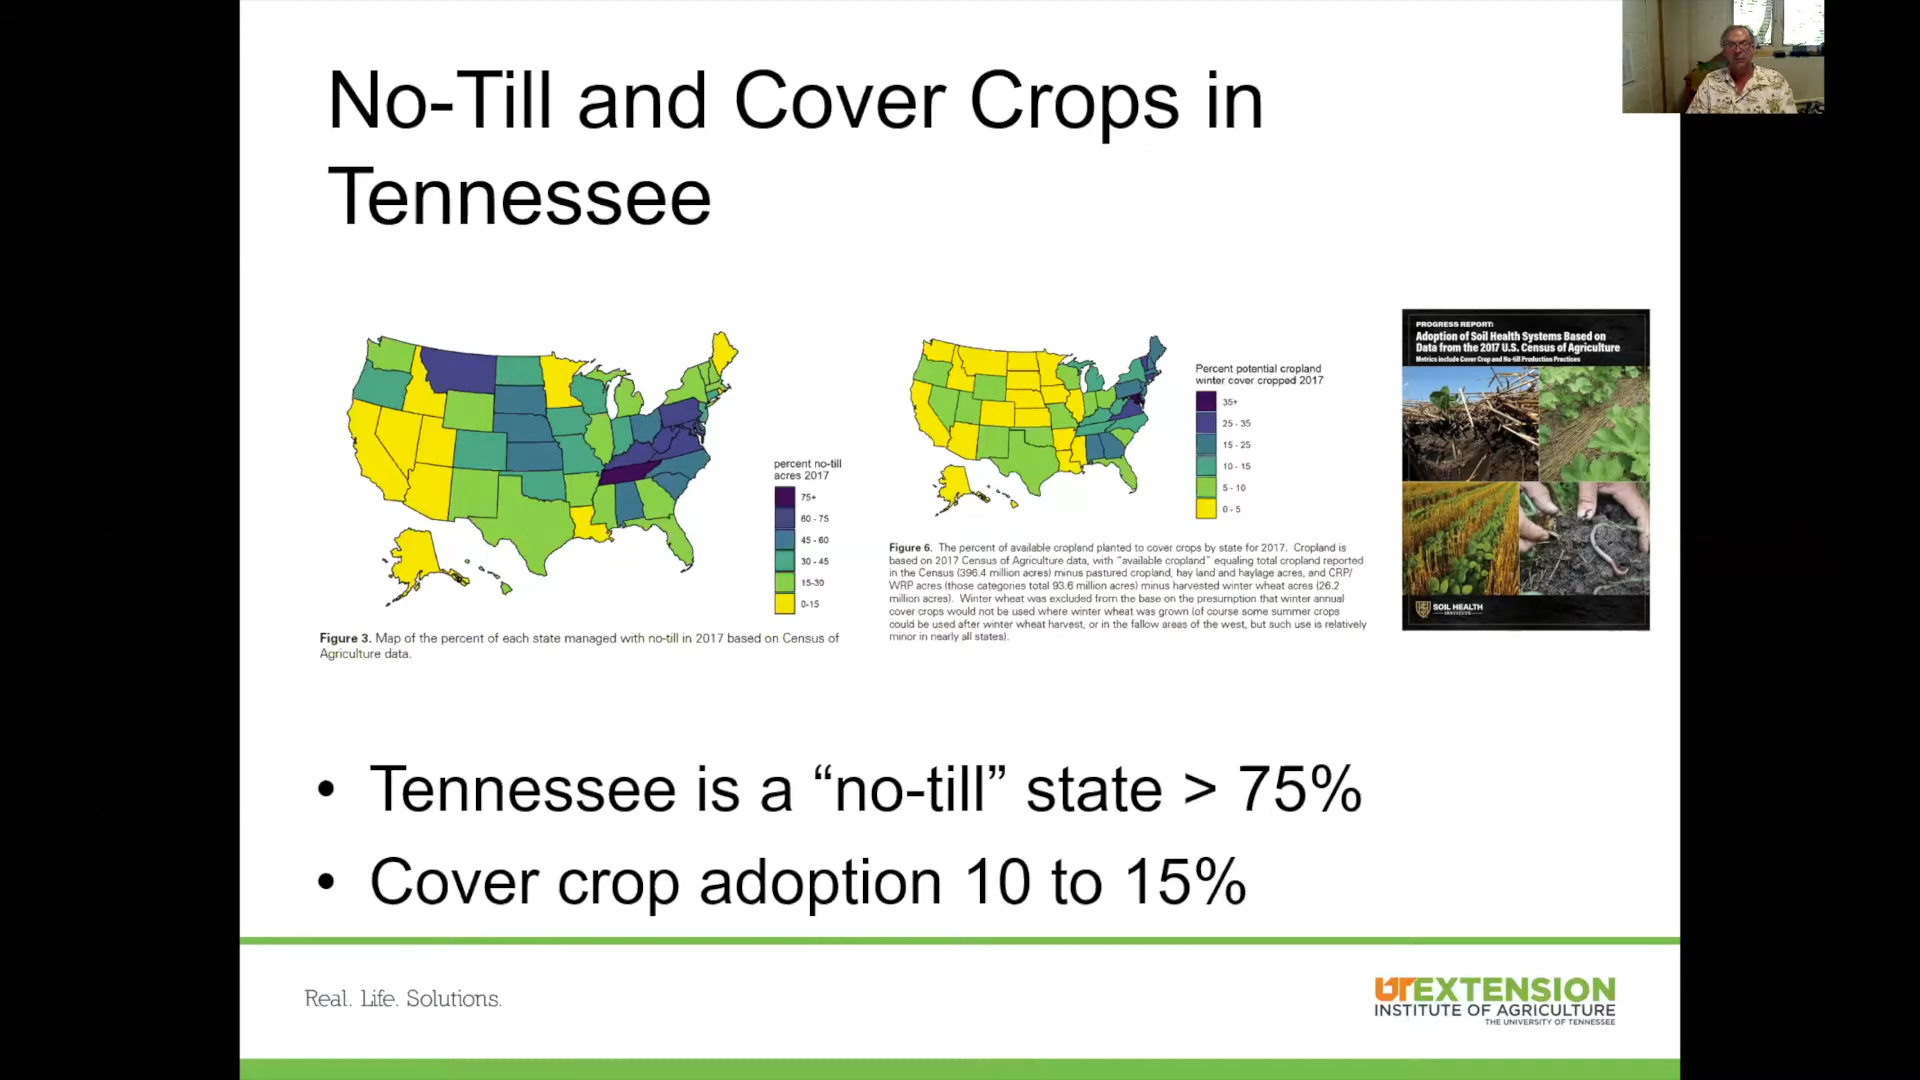 No-Till and Cover Crops in
Tennessee
percent no-till
acres 2017
75+
60 - 75
45 - 60
30 - 45
15-30
0-15
Figure 3. Map of the percent of each state managed with no-till in 2017 based on Census of
Agriculture data.
Percent potential cropland
winter cover cropped 2017
35+
25 - 35
15 - 25
10 - 15
5 - 10
0 - 5
Figure 6. The percent of available cropland planted to cover crops by state for 2017. Cropland is
based on 2017 Census of Agriculture data, with "available cropland" equaling total cropland reported
in the Census (396.4 million acres) minus pastured cropland, hay land and haylage acres, and CRP/
WRP acres (those categories total 93.6 million acres) minus harvested winter wheat acres (26.2
million acres). Winter wheat was excluded from the base on the presumption that winter annual
cover crops would not be used where winter wheat was grown (of course some summer crops
could be used after winter wheat harvest, or in the fallow areas of the west, but such use is relatively
minor in nearly all states).
PROGRESS REPORT:
Adoption of Soil Health Systems Based on
Data from the 2017 U.S. Census of Agriculture
Metrics include Cover Crop and No-till Production Practices
SOIL HEALTH
INSTITUTE
• Tennessee is a “no-till” state > 75%
• Cover crop adoption 10 to 15%
Real. Life. Solutions.
UTEXTENSION
INSTITUTE OF AGRICULTURE
THE UNIVERSITY OF TENNESSEE